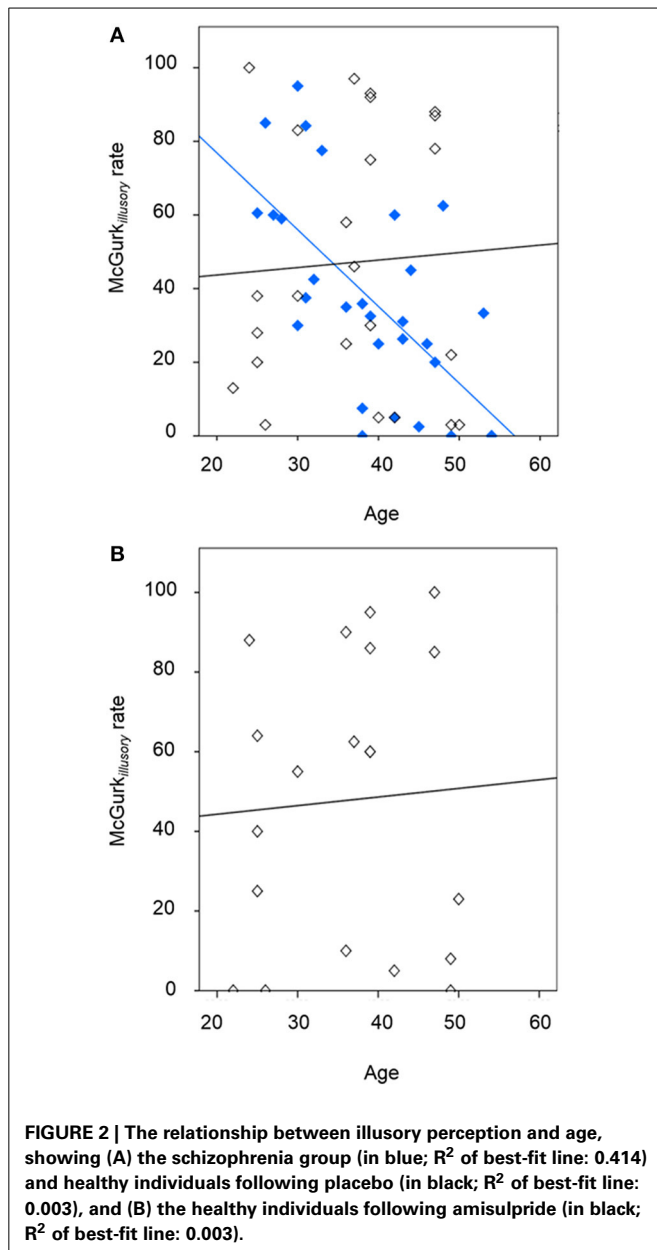 A
100
80
60
40
20
0
McGurk illusory rate
20 30 40 50 60
Age
B
100
80
60
40
20
0
McGurk illusory rate
20 30 40 50 60
Age
FIGURE 2 | The relationship between illusory perception and age,
showing (A) the schizophrenia group (in blue; R² of best-fit line: 0.414)
and healthy individuals following placebo (in black; R² of best-fit line:
0.003), and (B) the healthy individuals following amisulpride (in black;
R² of best-fit line: 0.003).